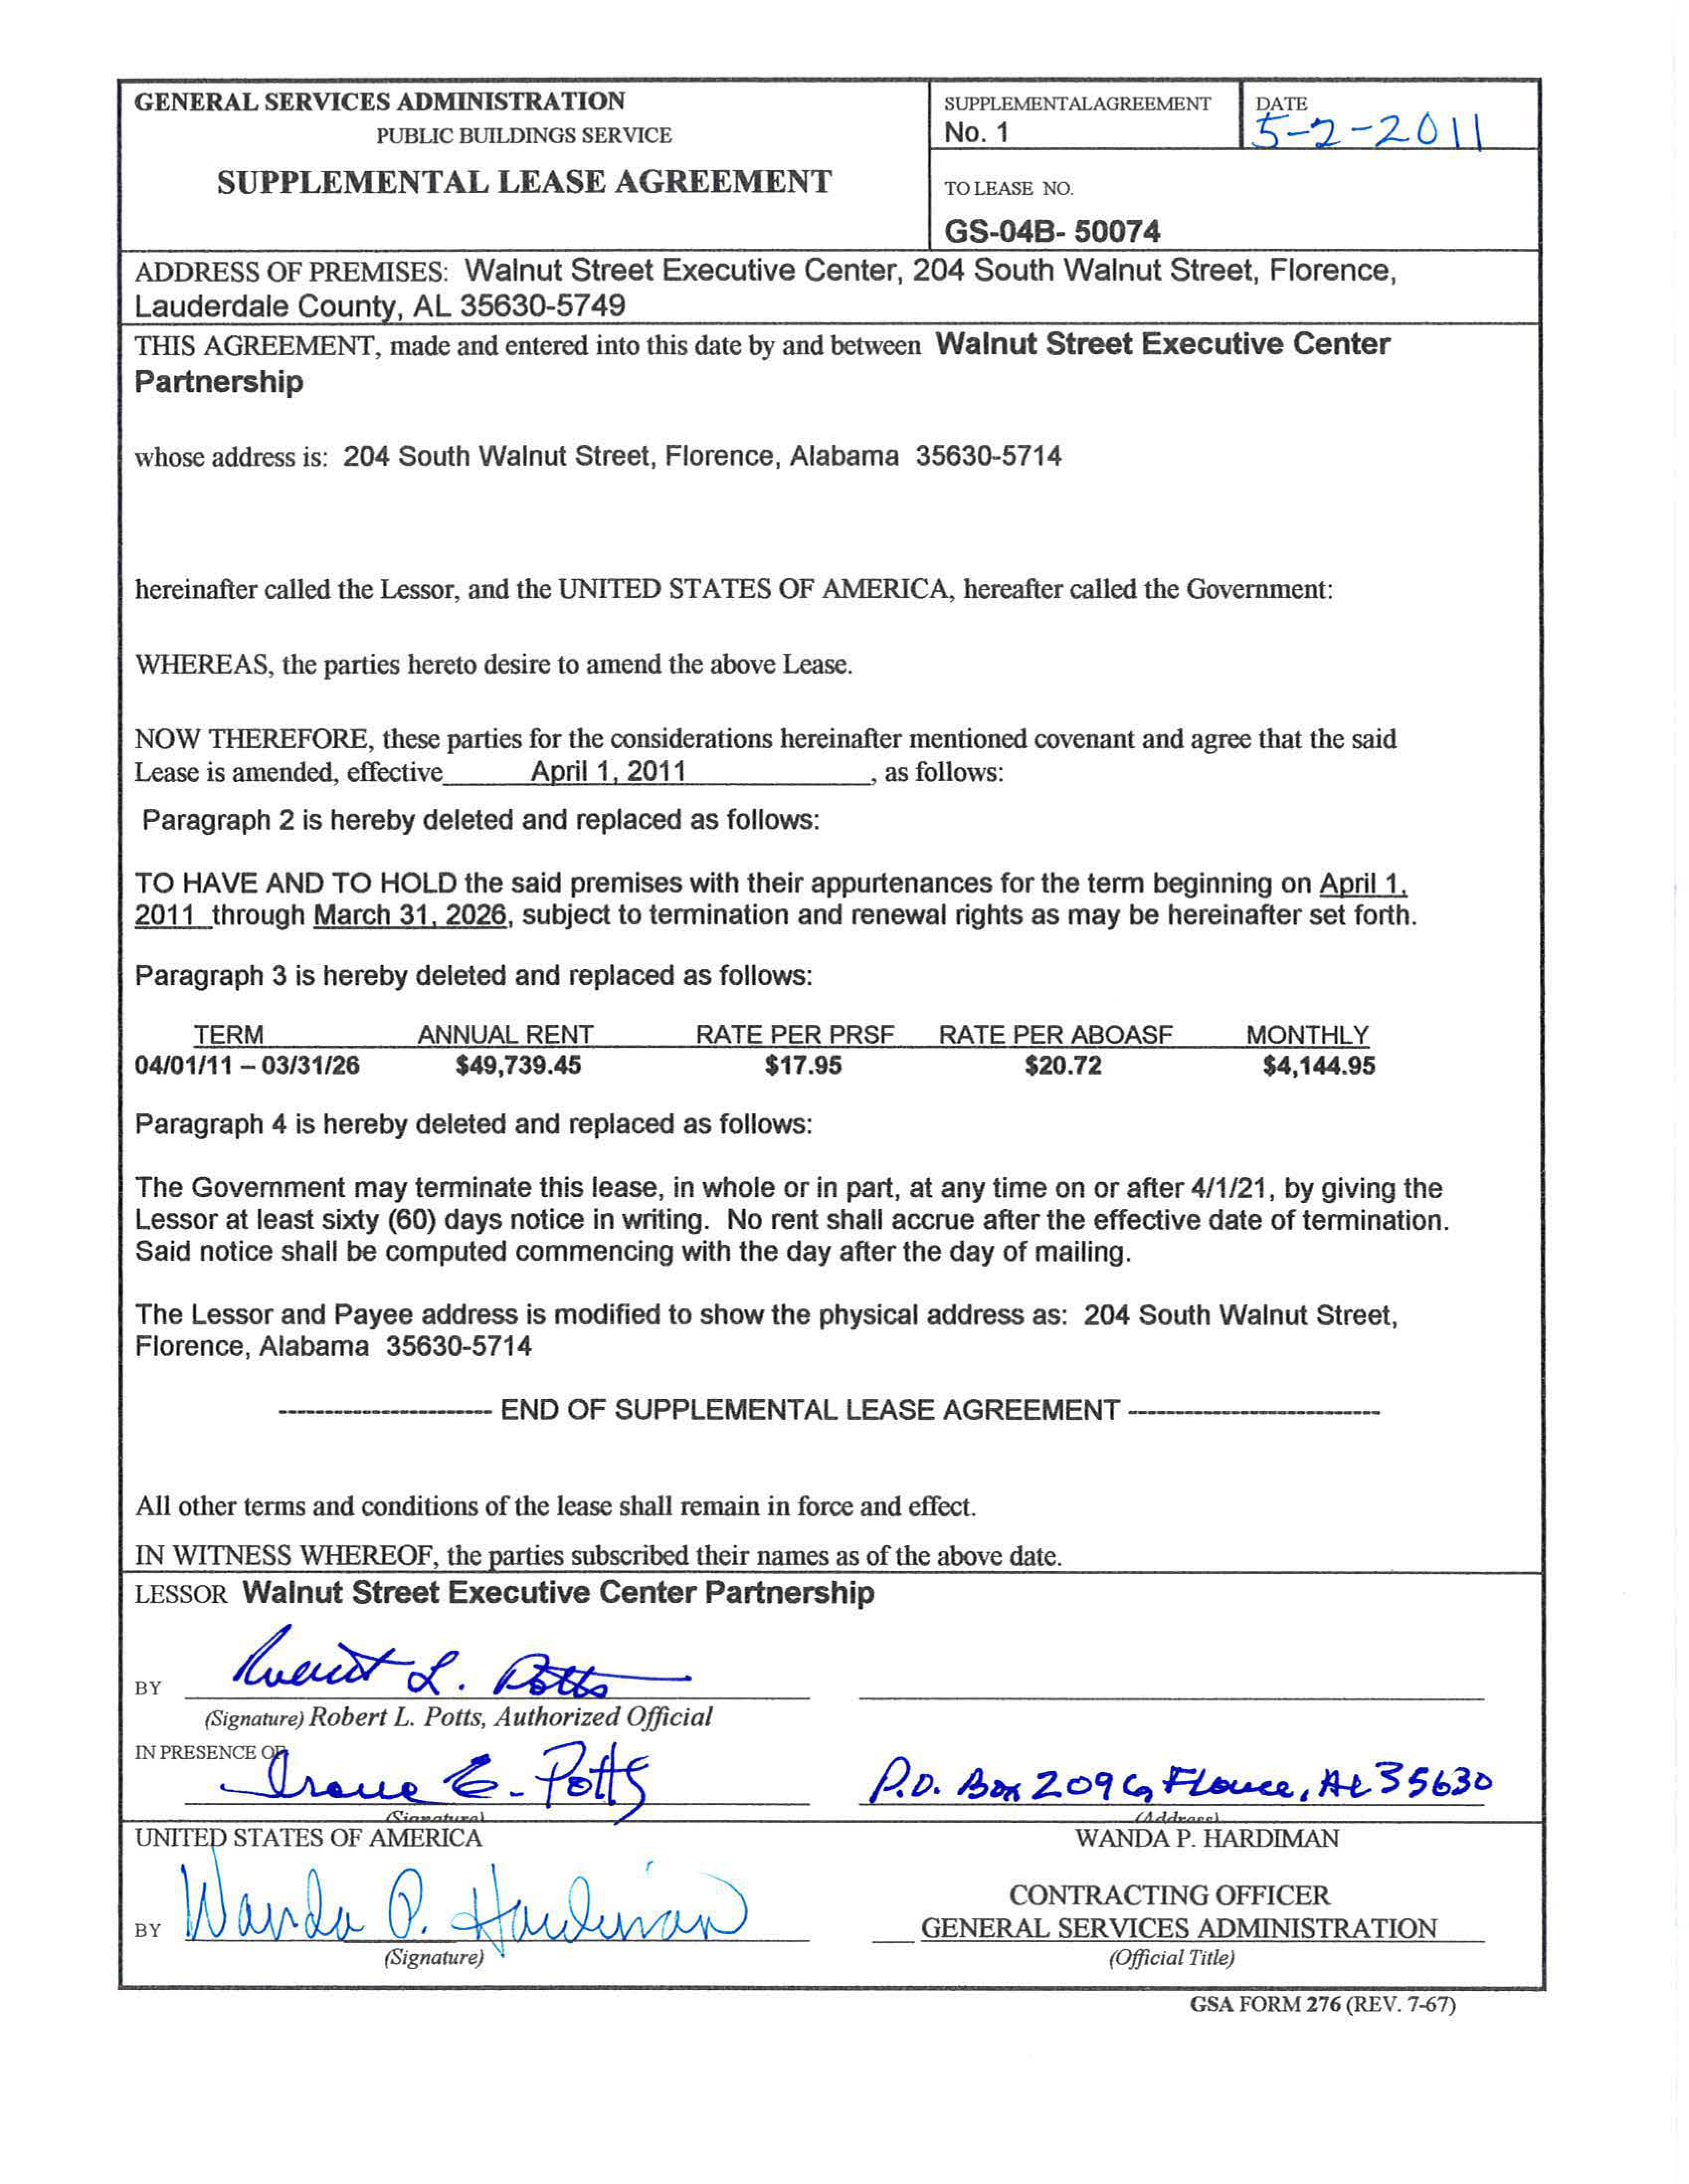 GENERAL SERVICES ADMINISTRATION
PUBLIC BUILDINGS SERVICE
SUPPLEMENTAL LEASE AGREEMENT
SUPPLEMENTALAGREEMENT
No. 1
DATE
5-2-2011
TO LEASE NO.
GS-04B- 50074
ADDRESS OF PREMISES: Walnut Street Executive Center, 204 South Walnut Street, Florence,
Lauderdale County, AL 35630-5749
THIS AGREEMENT, made and entered into this date by and between Walnut Street Executive Center
Partnership
whose address is: 204 South Walnut Street, Florence, Alabama 35630-5714
hereinafter called the Lessor, and the UNITED STATES OF AMERICA, hereafter called the Government:
WHEREAS, the parties hereto desire to amend the above Lease.
NOW THEREFORE, these parties for the considerations hereinafter mentioned covenant and agree that the said
Lease is amended, effective April 1, 2011, as follows:
Paragraph 2 is hereby deleted and replaced as follows:
TO HAVE AND TO HOLD the said premises with their appurtenances for the term beginning on April 1,
2011 through March 31, 2026, subject to termination and renewal rights as may be hereinafter set forth.
Paragraph 3 is hereby deleted and replaced as follows:
TERM ANNUAL RENT RATE PER PRSF RATE PER ABOASF MONTHLY
04/01/11 – 03/31/26 $49,739.45 $17.95 $20.72 $4,144.95
Paragraph 4 is hereby deleted and replaced as follows:
The Government may terminate this lease, in whole or in part, at any time on or after 4/1/21, by giving the
Lessor at least sixty (60) days notice in writing. No rent shall accrue after the effective date of termination.
Said notice shall be computed commencing with the day after the day of mailing.
The Lessor and Payee address is modified to show the physical address as: 204 South Walnut Street,
Florence, Alabama 35630-5714
----------------------- END OF SUPPLEMENTAL LEASE AGREEMENT ---------------------------
All other terms and conditions of the lease shall remain in force and effect.
IN WITNESS WHEREOF, the parties subscribed their names as of the above date.
LESSOR Walnut Street Executive Center Partnership
BY Robert L. Potts
(Signature) Robert L. Potts, Authorized Official
IN PRESENCE OF
Irene E. Potts P.O. Box 2096, Florence, AL 35630
(Signature) (Address)
UNITED STATES OF AMERICA
WANDA P. HARDIMAN
CONTRACTING OFFICER
BY Wanda P. Hardiman GENERAL SERVICES ADMINISTRATION
(Signature) (Official Title)
GSA FORM 276 (REV. 7-67)